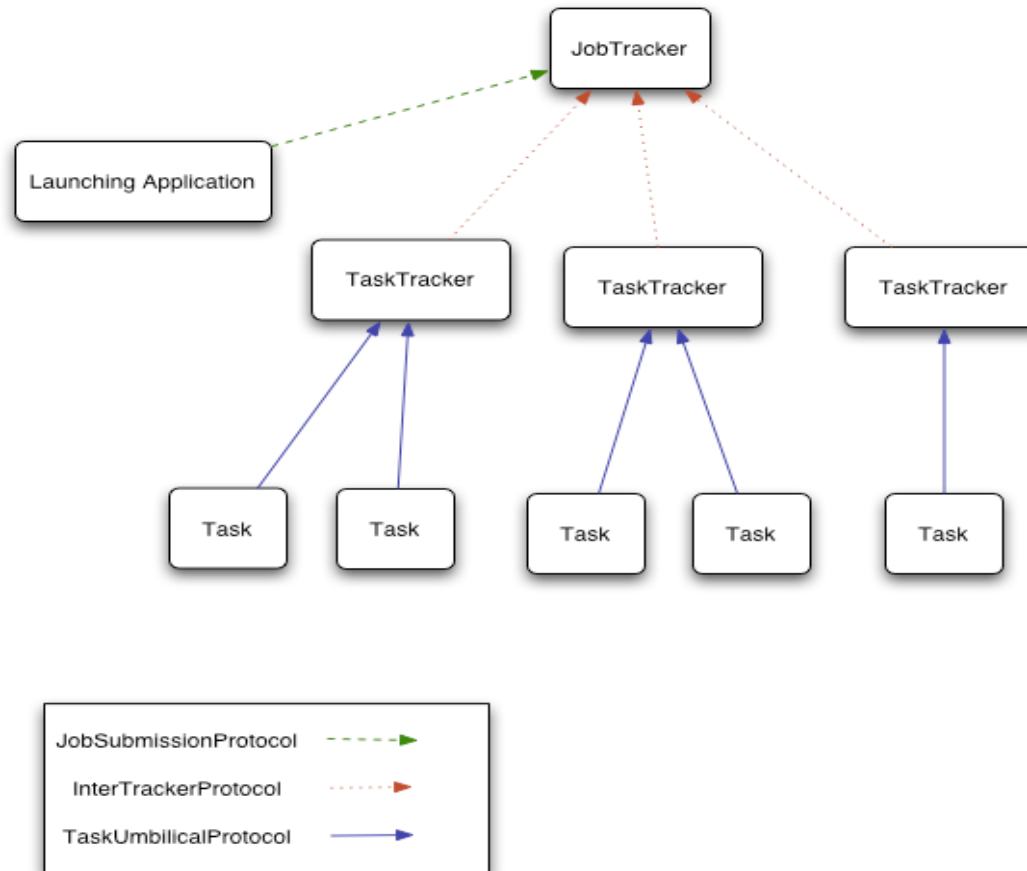 JobTracker
Launching Application
TaskTracker
TaskTracker
TaskTracker
Task
Task
Task
Task
Task
JobSubmissionProtocol
InterTrackerProtocol
TaskUmbilicalProtocol